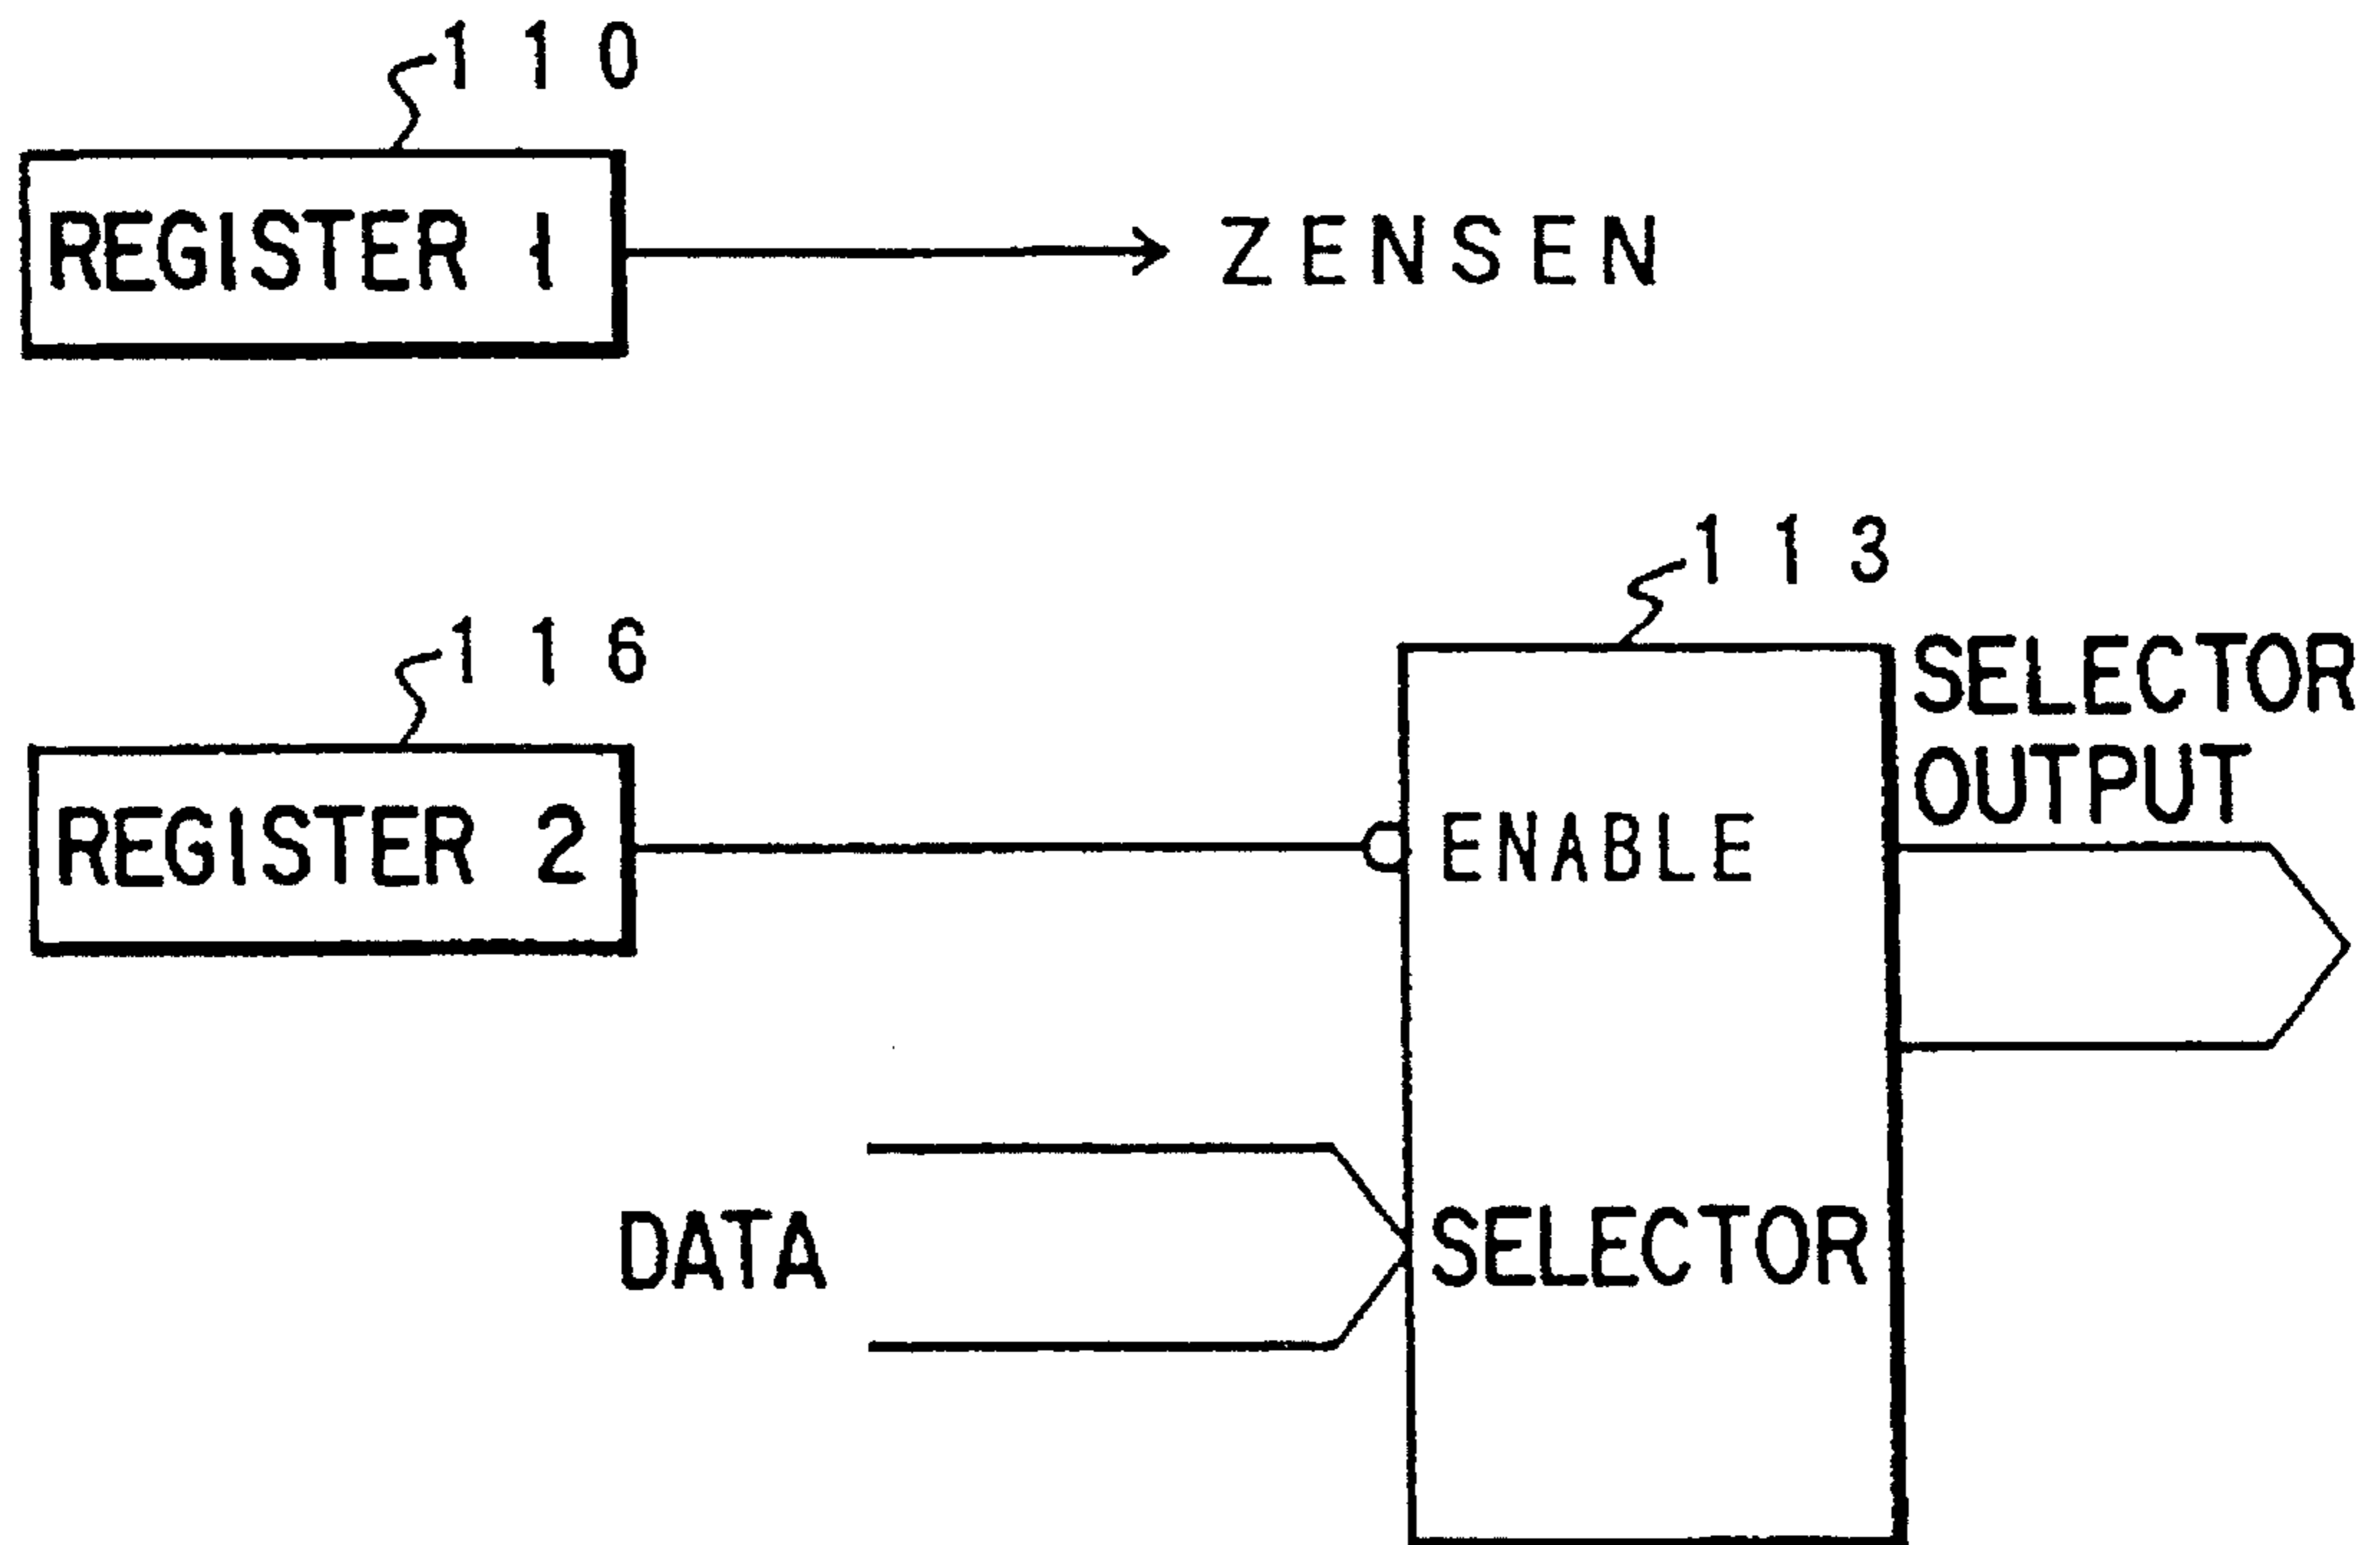 110
REGISTER 1
ZENSEN
113
116
SELECTOR
OUTPUT
REGISTER 2
ENABLE
DATA
SELECTOR